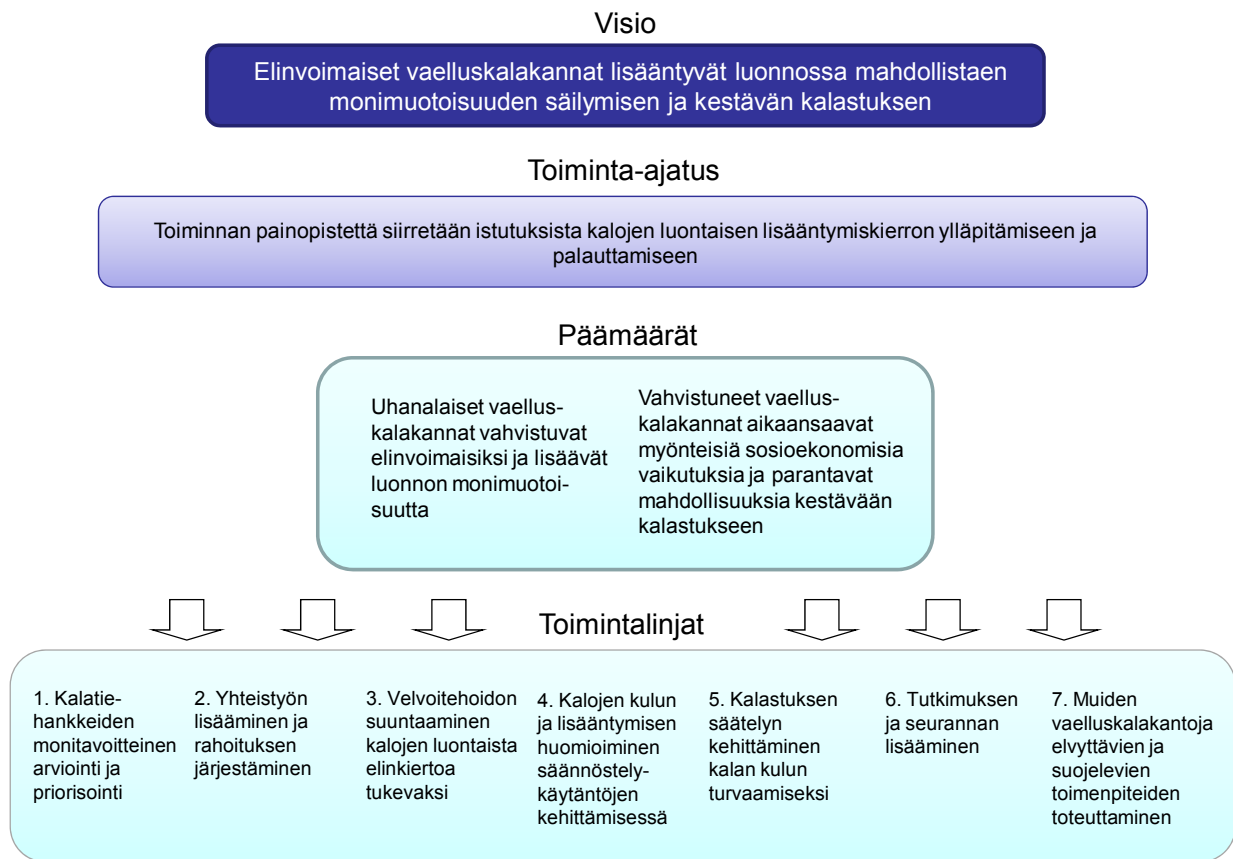 Visio
Elinvoimaiset vaelluskalakannat lisääntyvät luonnossa mahdollistaen
monimuotoisuuden säilymisen ja kestävän kalastuksen
Toiminta-ajatus
Toiminnan painopistettä siirretään istutuksista kalojen luontaisen lisääntymiskierron ylläpitämiseen ja
palauttamiseen
Päämäärät
Uhanalaiset vaellus-
kalakannat vahvistuvat
elinvoimaisiksi ja lisäävät
luonnon monimuotoi-
suutta
Vahvistuneet vaellus-
kalakannat aikaansaavat
myönteisiä sosioekonomisia
vaikutuksia ja parantavat
mahdollisuuksia kestävään
kalastukseen
Toimintalinjat
1. Kalatie-
hankkeiden
monitavoitteinen
arviointi ja
priorisointi
2. Yhteistyön
lisääminen ja
rahoituksen
järjestäminen
3. Velvoitehoidon
suuntaaminen
kalojen luontaista
elinkiertoa
tukevaksi
4. Kalojen kulun
ja lisääntymisen
huomioiminen
säännöstely-
käytäntöjen
kehittämisessä
5. Kalastuksen
säätelyn
kehittäminen
kalan kulun
turvaamiseksi
6. Tutkimuksen
ja seurannan
lisääminen
7. Muiden
vaelluskalakantoja
elvyttävien ja
suojelevien
toimenpiteiden
toteuttaminen